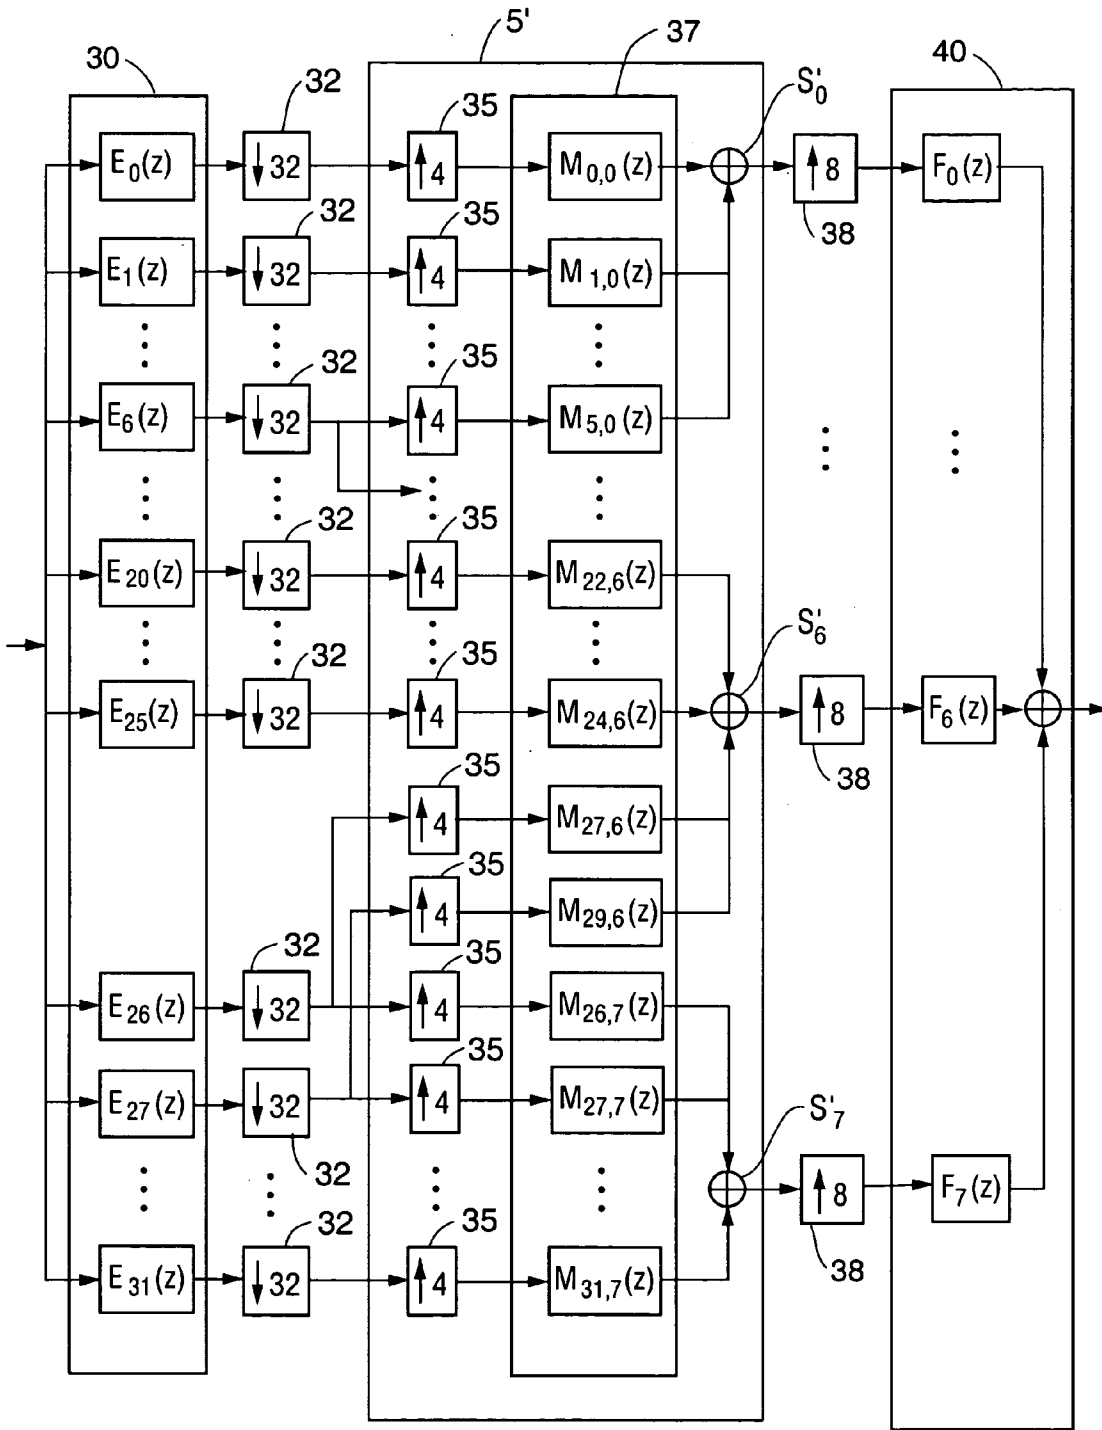 5'
37
30
32
35
S'0
40
E0(z)
↓32
↑4
M0,0(z)
↑8
F0(z)
32
35
38
E1(z)
↓32
↑4
M1,0(z)
32
35
E6(z)
↓32
↑4
M5,0(z)
32
35
E20(z)
↓32
↑4
M22,6(z)
S'6
32
35
E25(z)
↓32
↑4
M24,6(z)
↑8
F6(z)
38
35
↑4
M27,6(z)
35
↑4
M29,6(z)
32
35
E26(z)
↓32
↑4
M26,7(z)
35
E27(z)
↓32
↑4
M27,7(z)
S'7
32
↑8
F7(z)
32
35
38
E31(z)
↓32
↑4
M31,7(z)